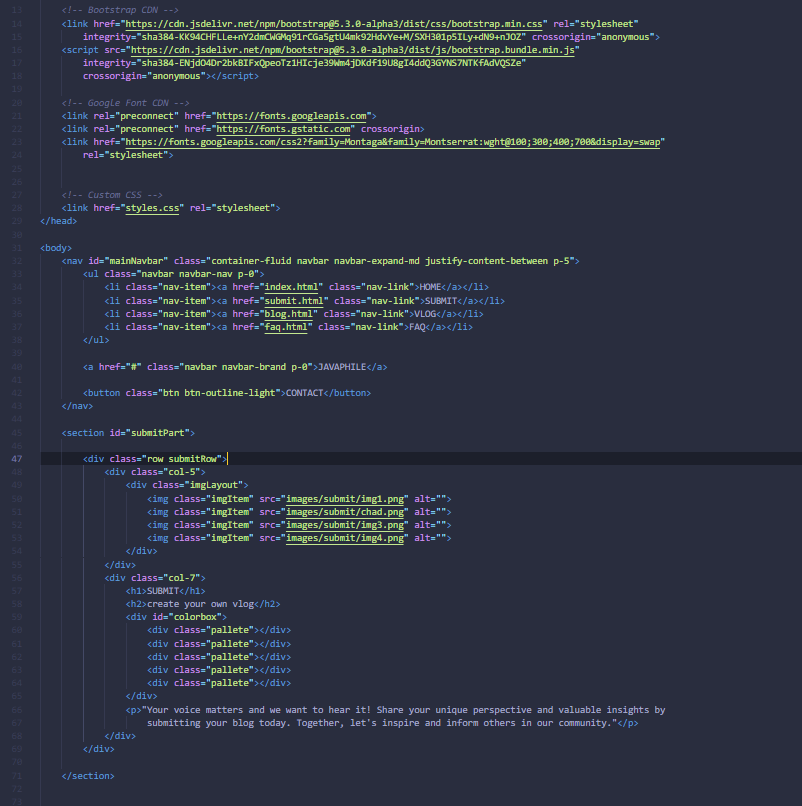 13 <!-- Bootstrap CDN -->
14 <link href="https://cdn.jsdelivr.net/npm/bootstrap@5.3.0-alpha3/dist/css/bootstrap.min.css" rel="stylesheet"
15 integrity="sha384-KK94CHFLLe+nY2dmCWGMq91rCGa5gtU4mk92HdvYe+M/SXH301p5ILy+dN9+nJOZ" crossorigin="anonymous">
16 <script src="https://cdn.jsdelivr.net/npm/bootstrap@5.3.0-alpha3/dist/js/bootstrap.bundle.min.js"
17 integrity="sha384-ENjdO4Dr2bkBIFxQpeoTz1HIcje39Wm4jDKdf19U8gI4ddQ3GYNS7NTKfAdVQSZe"
18 crossorigin="anonymous"></script>
19
20 <!-- Google Font CDN -->
21 <link rel="preconnect" href="https://fonts.googleapis.com">
22 <link rel="preconnect" href="https://fonts.gstatic.com" crossorigin>
23 <link href="https://fonts.googleapis.com/css2?family=Montaga&family=Montserrat:wght@100;300;400;700&display=swap"
24 rel="stylesheet">
25
26
27 <!-- Custom CSS -->
28 <link href="styles.css" rel="stylesheet">
29 </head>
30
31 <body>
32 <nav id="mainNavbar" class="container-fluid navbar navbar-expand-md justify-content-between p-5">
33 <ul class="navbar navbar-nav p-0">
34 <li class="nav-item"><a href="index.html" class="nav-link">HOME</a></li>
35 <li class="nav-item"><a href="submit.html" class="nav-link">SUBMIT</a></li>
36 <li class="nav-item"><a href="blog.html" class="nav-link">VLOG</a></li>
37 <li class="nav-item"><a href="faq.html" class="nav-link">FAQ</a></li>
38 </ul>
39
40 <a href="#" class="navbar navbar-brand p-0">JAVAPHILE</a>
41
42 <button class="btn btn-outline-light">CONTACT</button>
43 </nav>
44
45 <section id="submitPart">
46
47 <div class="row submitRow">
48 <div class="col-5">
49 <div class="imgLayout">
50 <img class="imgItem" src="images/submit/img1.png" alt="">
51 <img class="imgItem" src="images/submit/chad.png" alt="">
52 <img class="imgItem" src="images/submit/img3.png" alt="">
53 <img class="imgItem" src="images/submit/img4.png" alt="">
54 </div>
55 </div>
56 <div class="col-7">
57 <h1>SUBMIT</h1>
58 <h2>create your own vlog</h2>
59 <div id="colorbox">
60 <div class="pallete"></div>
61 <div class="pallete"></div>
62 <div class="pallete"></div>
63 <div class="pallete"></div>
64 <div class="pallete"></div>
65 </div>
66 <p>"Your voice matters and we want to hear it! Share your unique perspective and valuable insights by
67 submitting your blog today. Together, let's inspire and inform others in our community."</p>
68 </div>
69 </div>
70
71 </section>
72
73